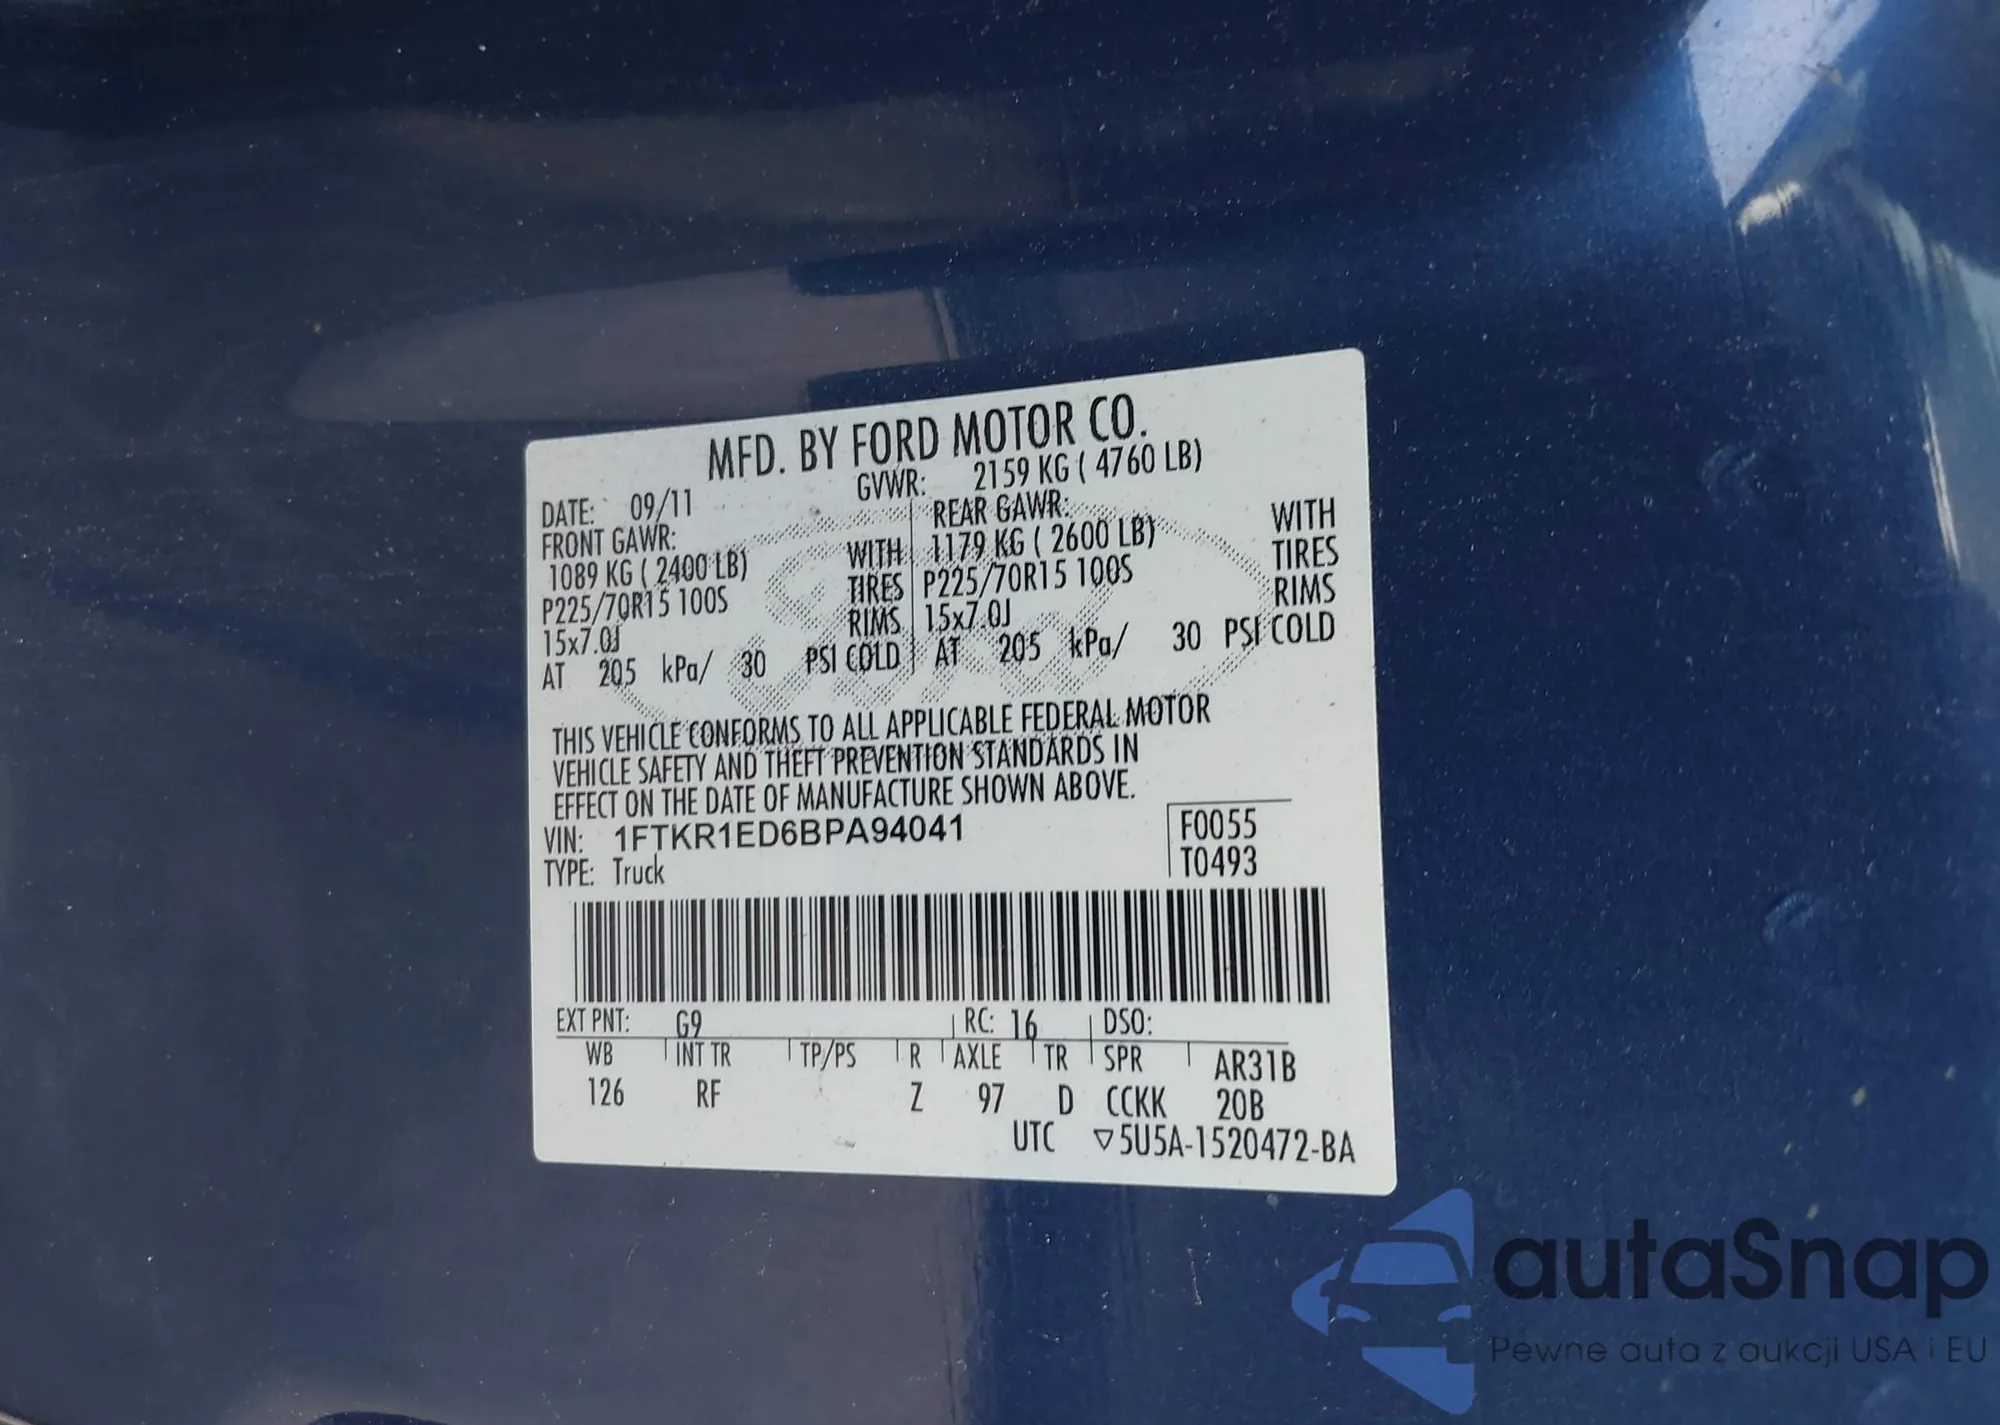 MFD. BY FORD MOTOR CO.
DATE: 09/11 GVWR: 2159 KG ( 4760 LB)
FRONT GAWR: REAR GAWR:
1089 KG ( 2400 LB) WITH 1179 KG ( 2600 LB) WITH
P225/70R15 100S TIRES P225/70R15 100S TIRES
15x7.0J RIMS 15x7.0J RIMS
AT 205 kPa/ 30 PSI COLD AT 205 kPa/ 30 PSI COLD
THIS VEHICLE CONFORMS TO ALL APPLICABLE FEDERAL MOTOR
VEHICLE SAFETY AND THEFT PREVENTION STANDARDS IN
EFFECT ON THE DATE OF MANUFACTURE SHOWN ABOVE.
VIN: 1FTKR1ED6BPA94041 F0055
TYPE: Truck T0493
EXT PNT: G9 RC: 16 DSO:
WB INT TR TP/PS R AXLE TR SPR AR31B
126 RF Z 97 D CCKK 20B
UTC ▽5U5A-1520472-BA
autaSnap
Pewne auta z aukcji USA i EU